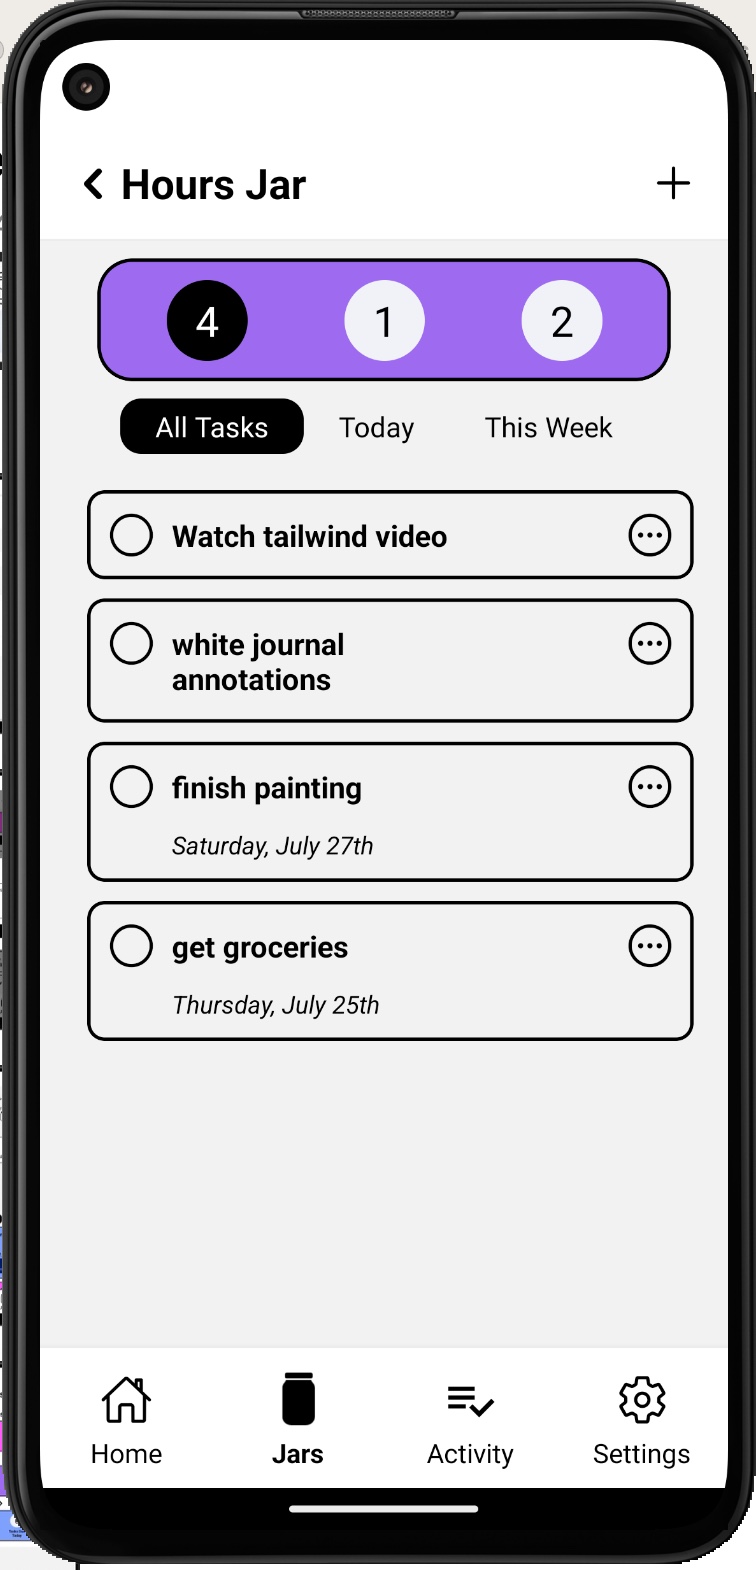 Hours Jar
4 1 2
All Tasks Today This Week
Watch tailwind video
white journal
annotations
finish painting
Saturday, July 27th
get groceries
Thursday, July 25th
Home Jars Activity Settings